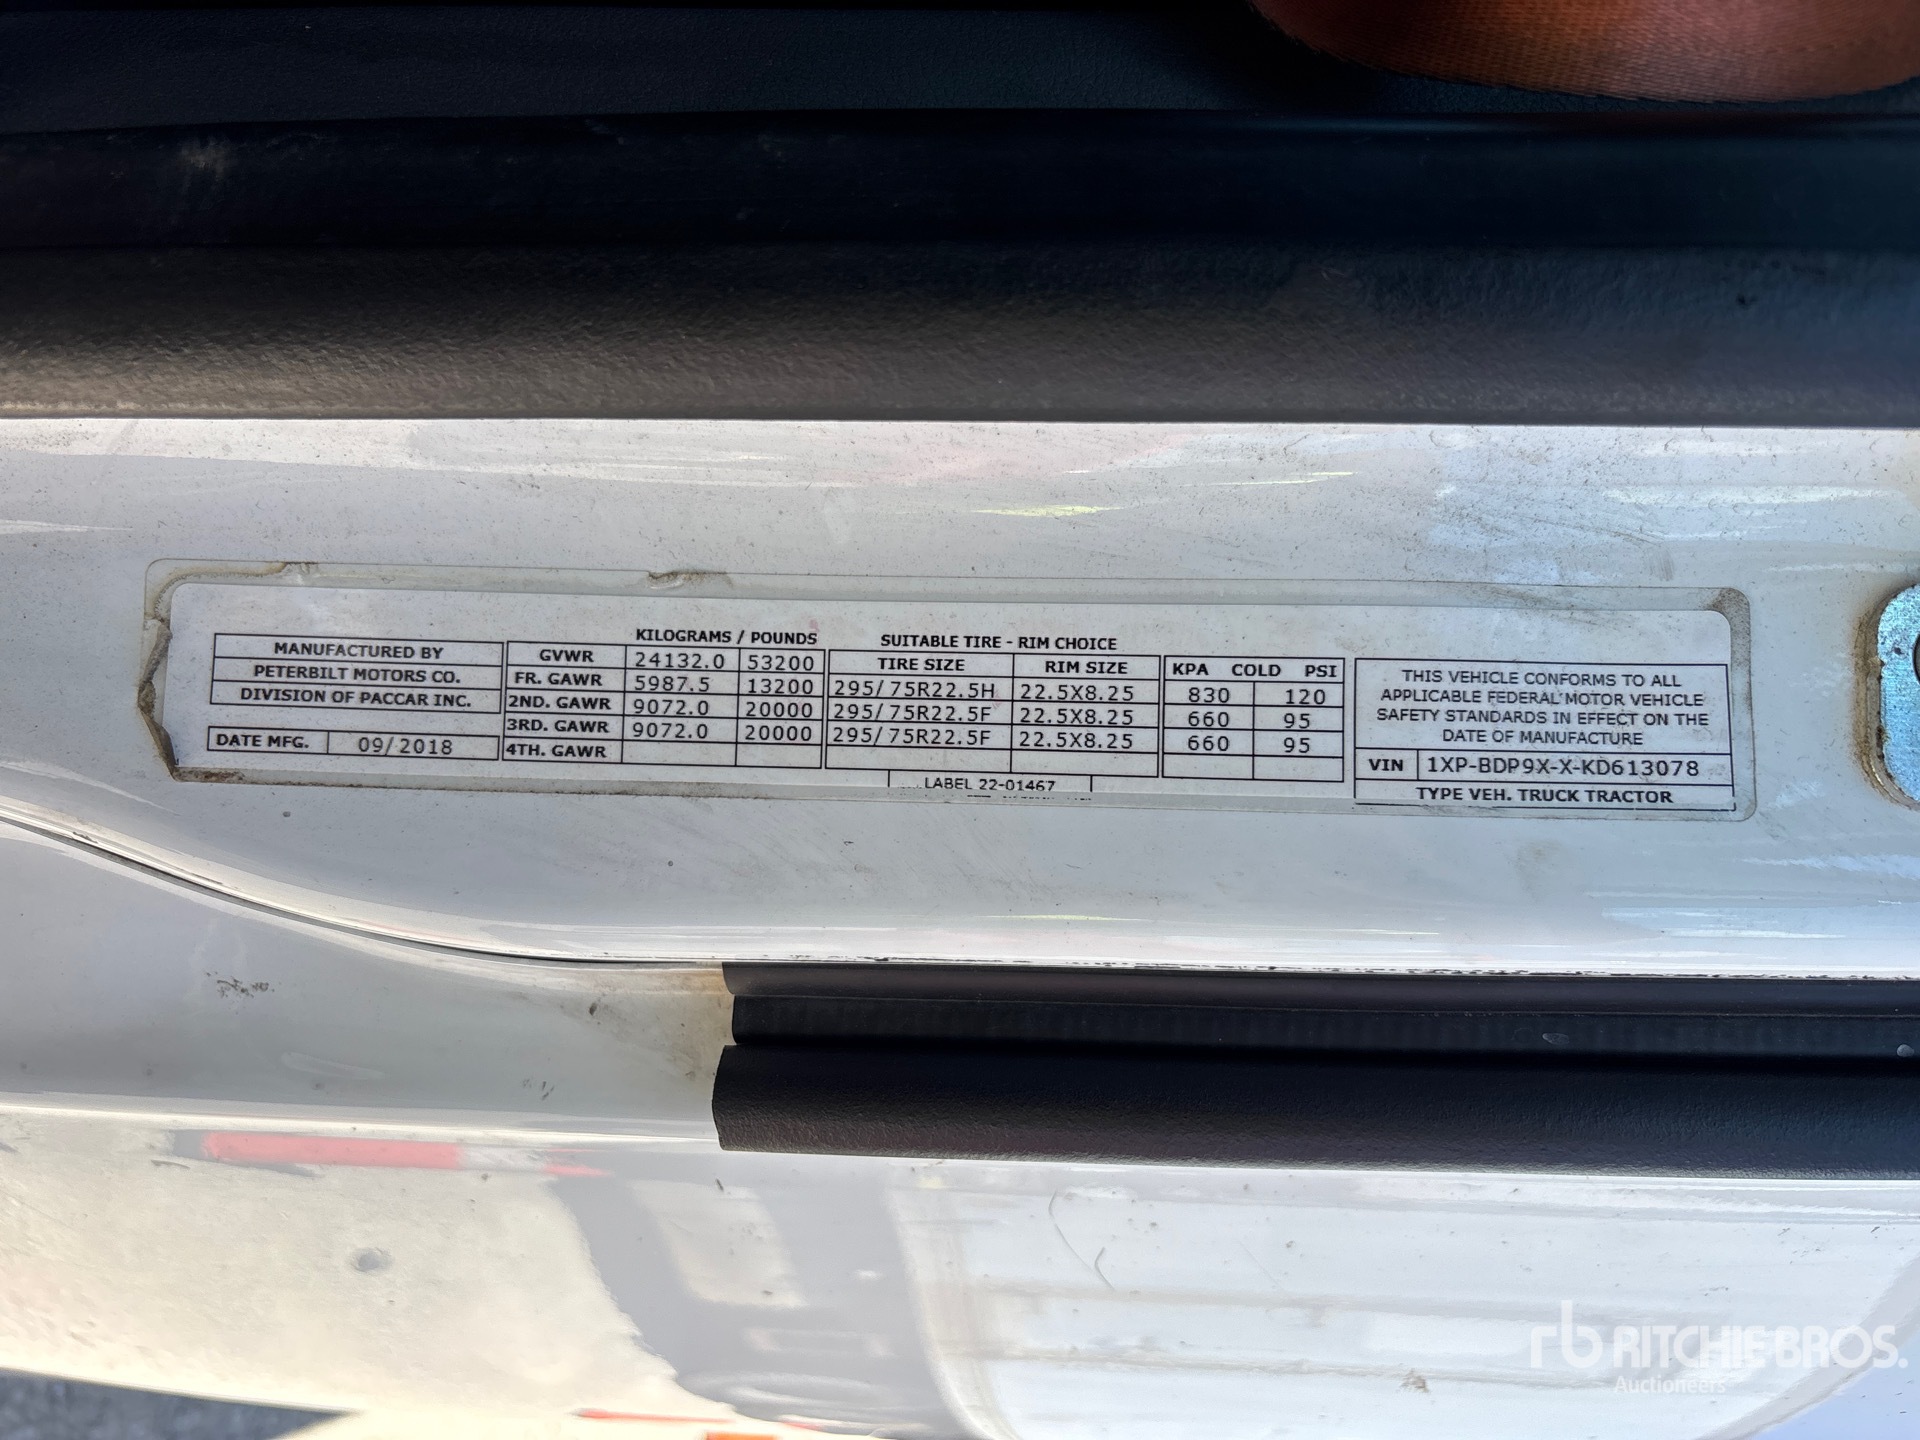 MANUFACTURED BY
PETERBILT MOTORS CO.
DIVISION OF PACCAR INC.
DATE MFG. 09/2018
KILOGRAMS / POUNDS
GVWR 24132.0 53200
FR. GAWR 5987.5 13200
2ND. GAWR 9072.0 20000
3RD. GAWR 9072.0 20000
4TH. GAWR
SUITABLE TIRE - RIM CHOICE
TIRE SIZE RIM SIZE
295/75R22.5H 22.5X8.25
295/75R22.5F 22.5X8.25
295/75R22.5F 22.5X8.25
LABEL 22-01467
KPA COLD PSI
830 120
660 95
660 95
THIS VEHICLE CONFORMS TO ALL
APPLICABLE FEDERAL MOTOR VEHICLE
SAFETY STANDARDS IN EFFECT ON THE
DATE OF MANUFACTURE
VIN 1XP-BDP9X-X-KD613078
TYPE VEH. TRUCK TRACTOR
rb RITCHIE BROS.
Auctioneers